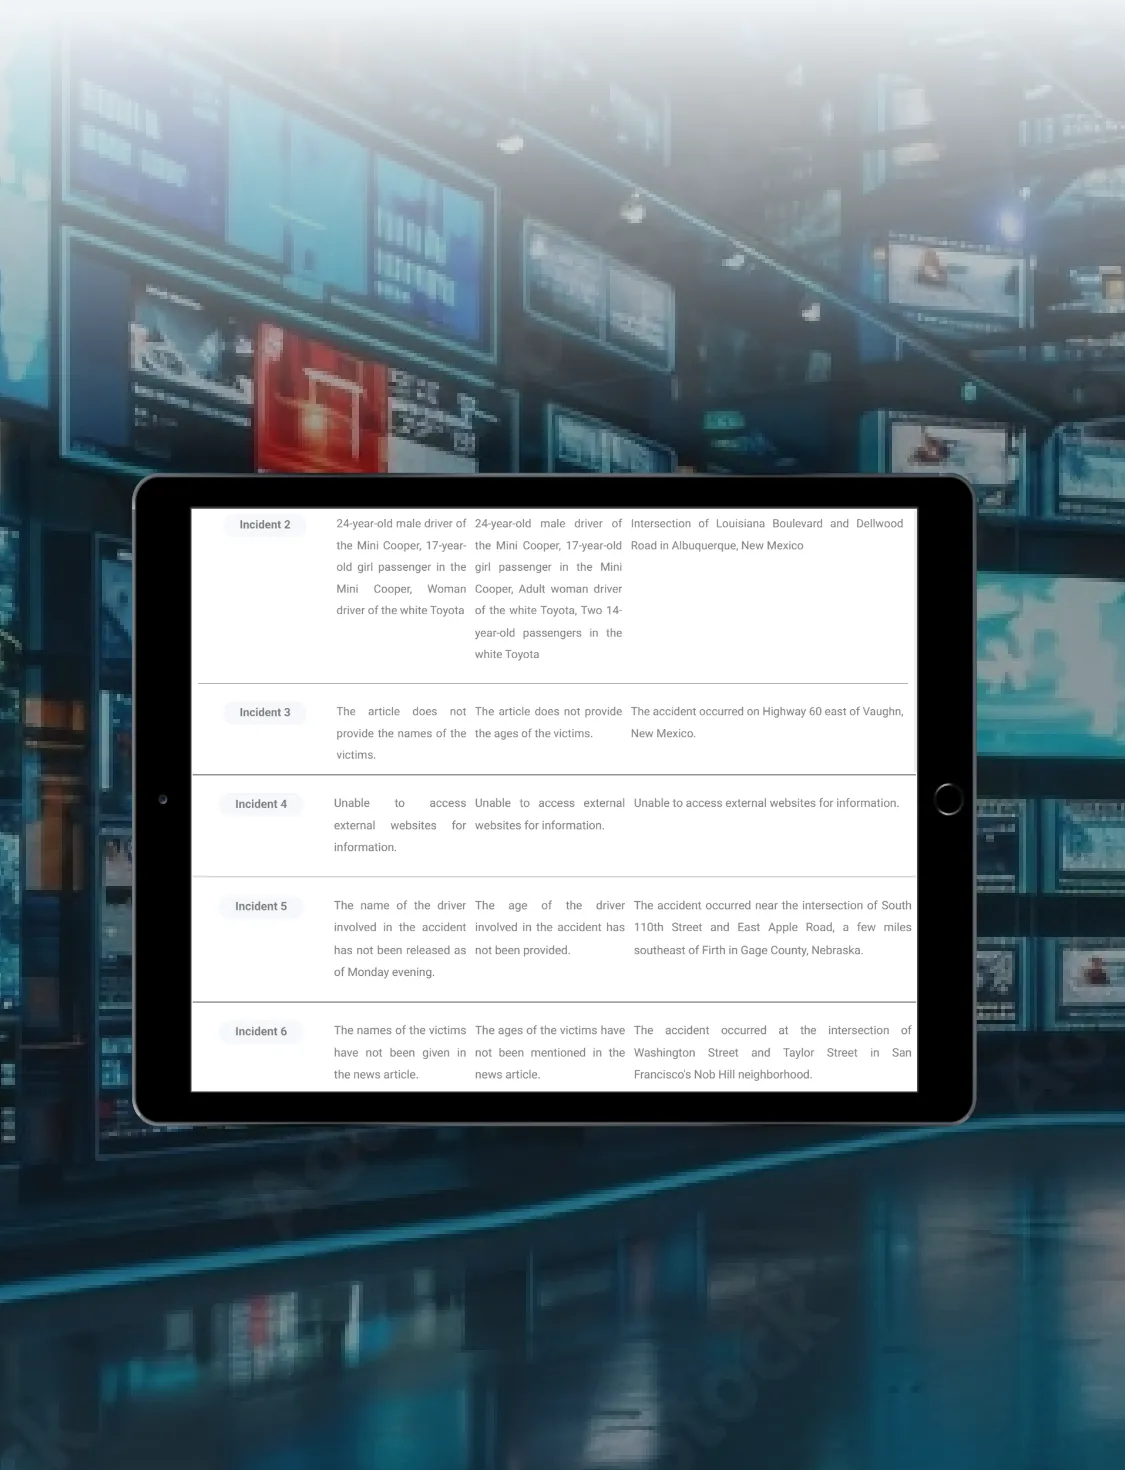 Incident 2
24-year-old male driver of
the Mini Cooper, 17-year-
old girl passenger in the
Mini Cooper, Woman
driver of the white Toyota
24-year-old male driver of
the Mini Cooper, 17-year-old
girl passenger in the Mini
Cooper, Adult woman driver
of the white Toyota, Two 14-
year-old passengers in the
white Toyota
Intersection of Louisiana Boulevard and Dellwood
Road in Albuquerque, New Mexico
Incident 3
The article does not
provide the names of the
victims.
The article does not provide
the ages of the victims.
The accident occurred on Highway 60 east of Vaughn,
New Mexico.
Incident 4
Unable to access
external websites for
information.
Unable to access external
websites for information.
Unable to access external websites for information.
Incident 5
The name of the driver
involved in the accident
has not been released as
of Monday evening.
The age of the driver
involved in the accident has
not been provided.
The accident occurred near the intersection of South
110th Street and East Apple Road, a few miles
southeast of Firth in Gage County, Nebraska.
Incident 6
The names of the victims
have not been given in
the news article.
The ages of the victims have
not been mentioned in the
news article.
The accident occurred at the intersection of
Washington Street and Taylor Street in San
Francisco's Nob Hill neighborhood.